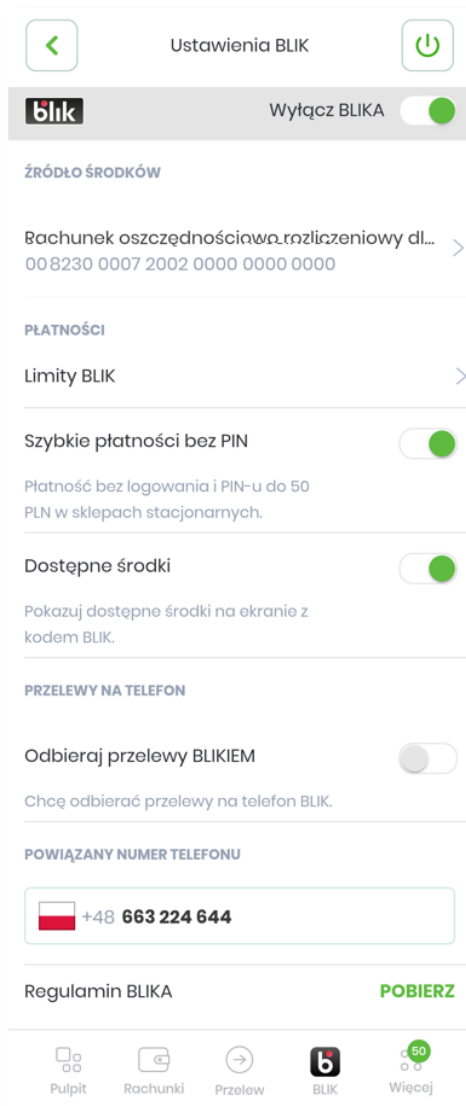 Ustawienia BLIK
blik
Wyłącz BLIKA
ŹRÓDŁO ŚRODKÓW
Rachunek oszczędnościowo rozliczeniowy dl...
00 8230 0007 2002 0000 0000 0000
PŁATNOŚCI
Limity BLIK
Szybkie płatności bez PIN
Płatność bez logowania i PIN-u do 50
PLN w sklepach stacjonarnych.
Dostępne środki
Pokazuj dostępne środki na ekranie z
kodem BLIK.
PRZELEWY NA TELEFON
Odbieraj przelewy BLIKIEM
Chcę odbierać przelewy na telefon BLIK.
POWIĄZANY NUMER TELEFONU
+48 663 224 644
Regulamin BLIKA
POBIERZ
50
Pulpit
Rachunki
Przelew
BLIK
Więcej